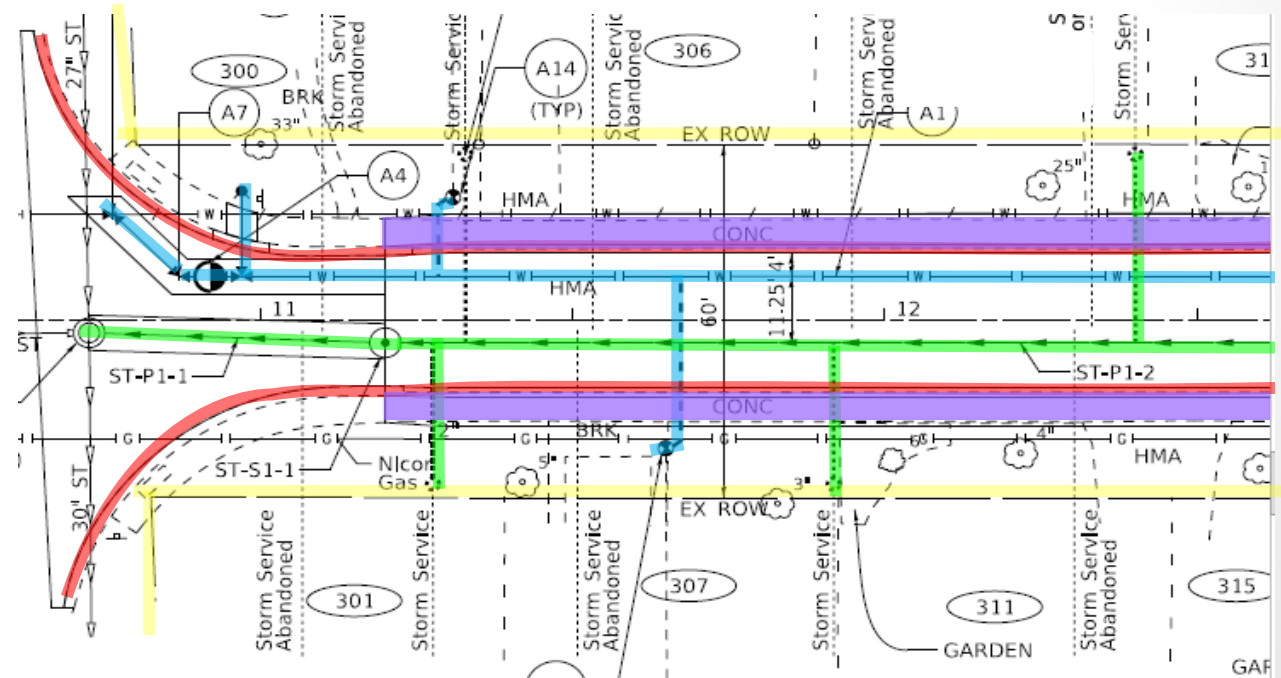 27" ST
300
BRK
33"
Storm Service
Abandoned
Storm Servic
A14
(TYP)
306
Storm Service
Abandoned
Storm Service
Abandoned
A1
Storm Serv
31
A7
A4
EX ROW
25"
HMA
HMA
W
W
W
W
W
W
CONC
W
W
W
W
HMA
11
12
60'
11-25'
4'
ST
ST-P1-1
ST-P1-2
CONC
2"
BRK
G
G
G
G
G
ST-S1-1
Gas
5"
6"
4"
HMA
3"
EX ROW
30' ST
301
Storm Service
Abandoned
Storm Service
Storm Service
Abandoned
307
Storm Service
311
Storm Service
Abandoned
315
GARDEN
GAR